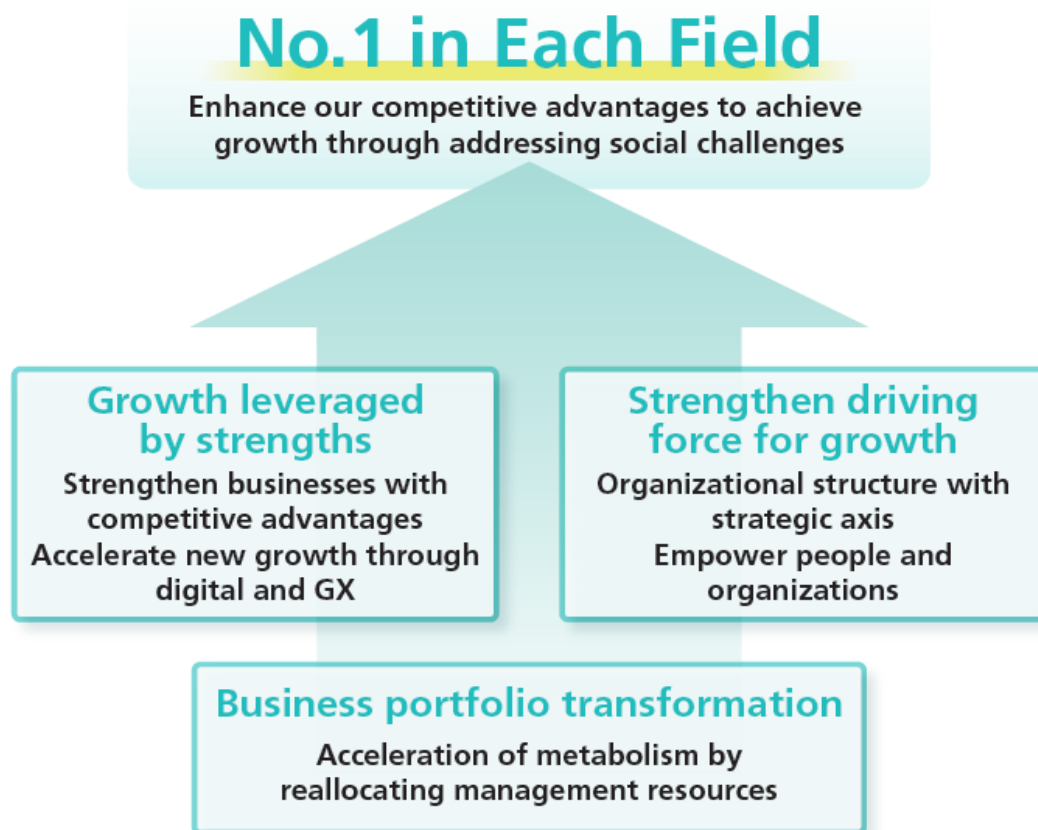 No.1 in Each Field
Enhance our competitive advantages to achieve
growth through addressing social challenges
Growth leveraged
by strengths
Strengthen businesses with
competitive advantages
Accelerate new growth through
digital and GX
Strengthen driving
force for growth
Organizational structure with
strategic axis
Empower people and
organizations
Business portfolio transformation
Acceleration of metabolism by
reallocating management resources